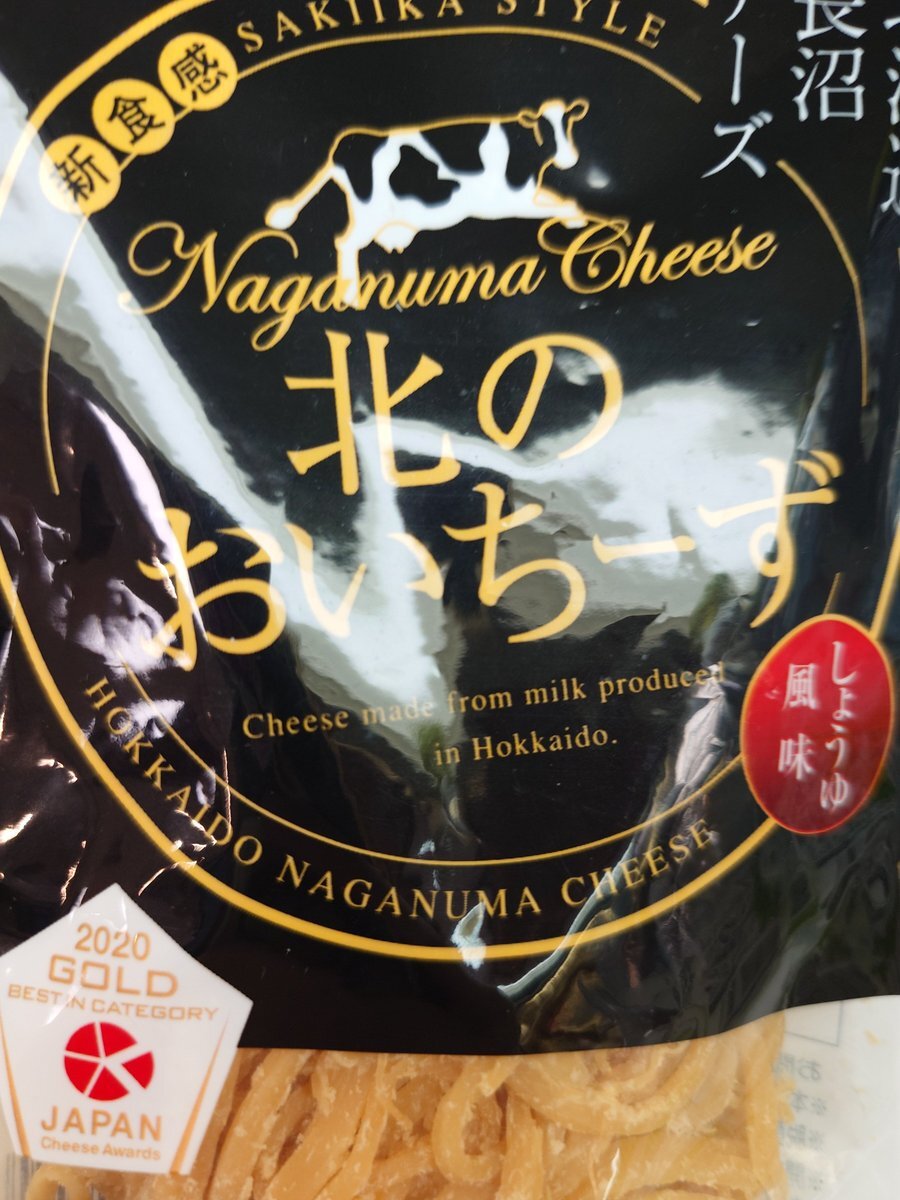 SAKIIKA STYLE
新食感
長沼
ーズ
Naganuma Cheese
北の
おいちーず
Cheese made from milk produced
in Hokkaido.
しょうゆ
風味
HOKKAIDO NAGANUMA CHEESE
2020
GOLD
BEST IN CATEGORY
JAPAN
Cheese Awards